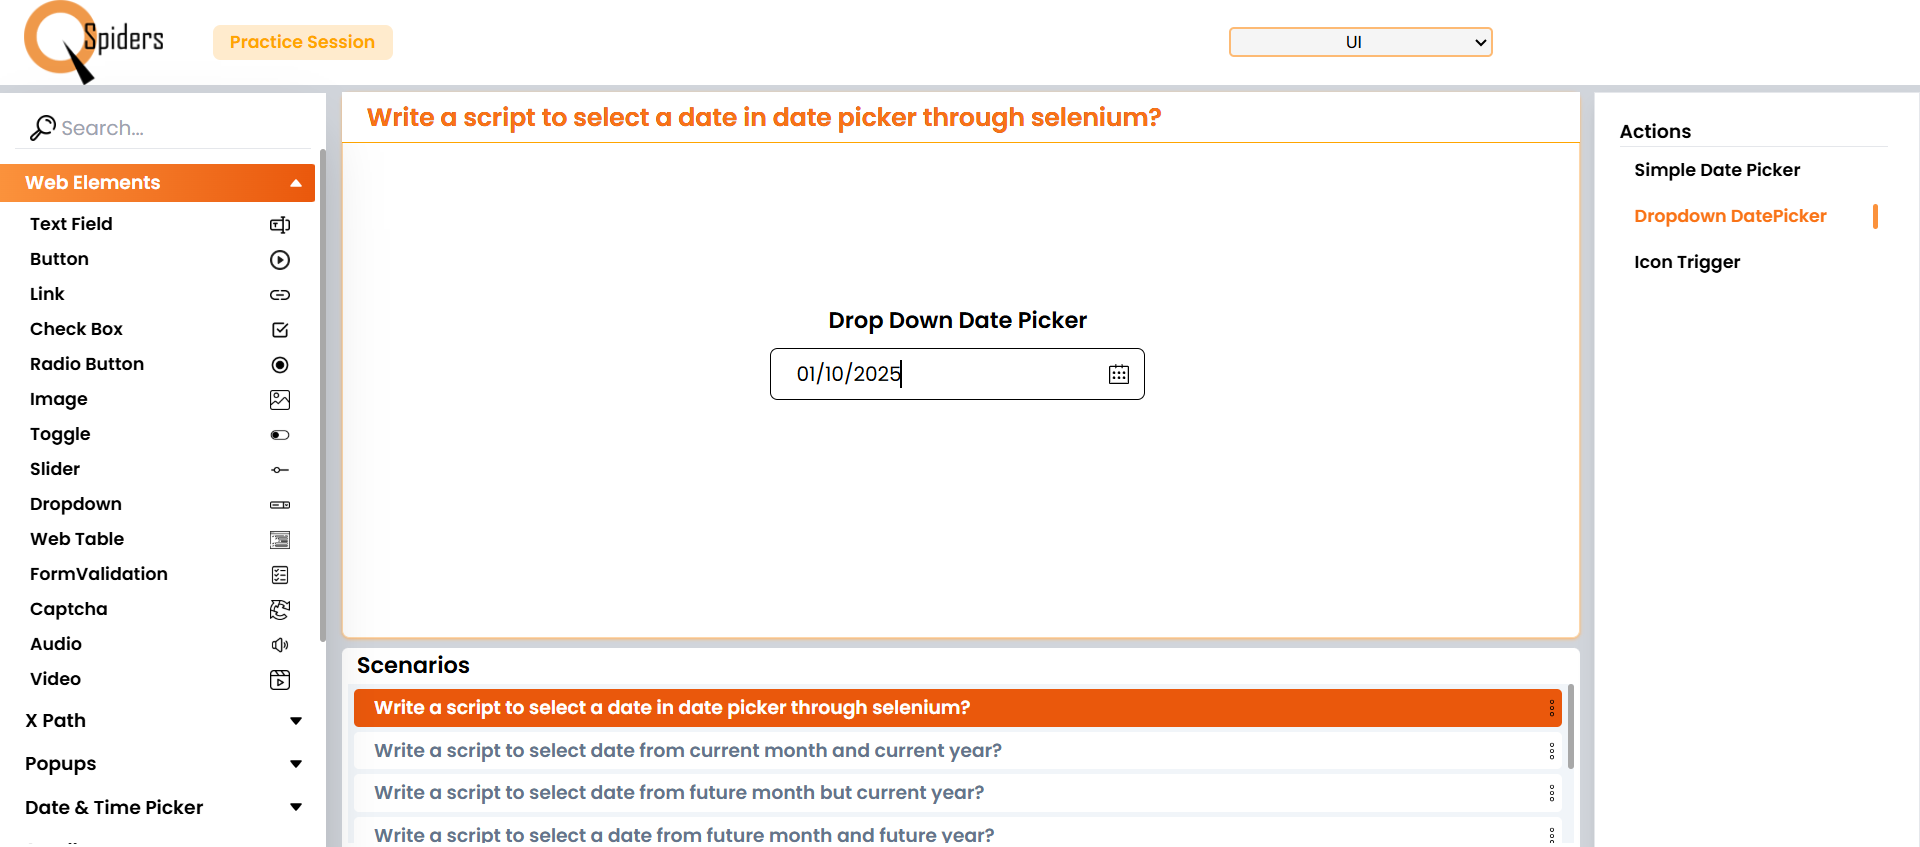 Spiders
Practice Session
UI
Search...
Web Elements
Text Field
Button
Link
Check Box
Radio Button
Image
Toggle
Slider
Dropdown
Web Table
FormValidation
Captcha
Audio
Video
X Path
Popups
Date & Time Picker
Write a script to select a date in date picker through selenium?
Drop Down Date Picker
01/10/2025
Scenarios
Write a script to select a date in date picker through selenium?
Write a script to select date from current month and current year?
Write a script to select date from future month but current year?
Write a script to select a date from future month and future year?
Actions
Simple Date Picker
Dropdown DatePicker
Icon Trigger